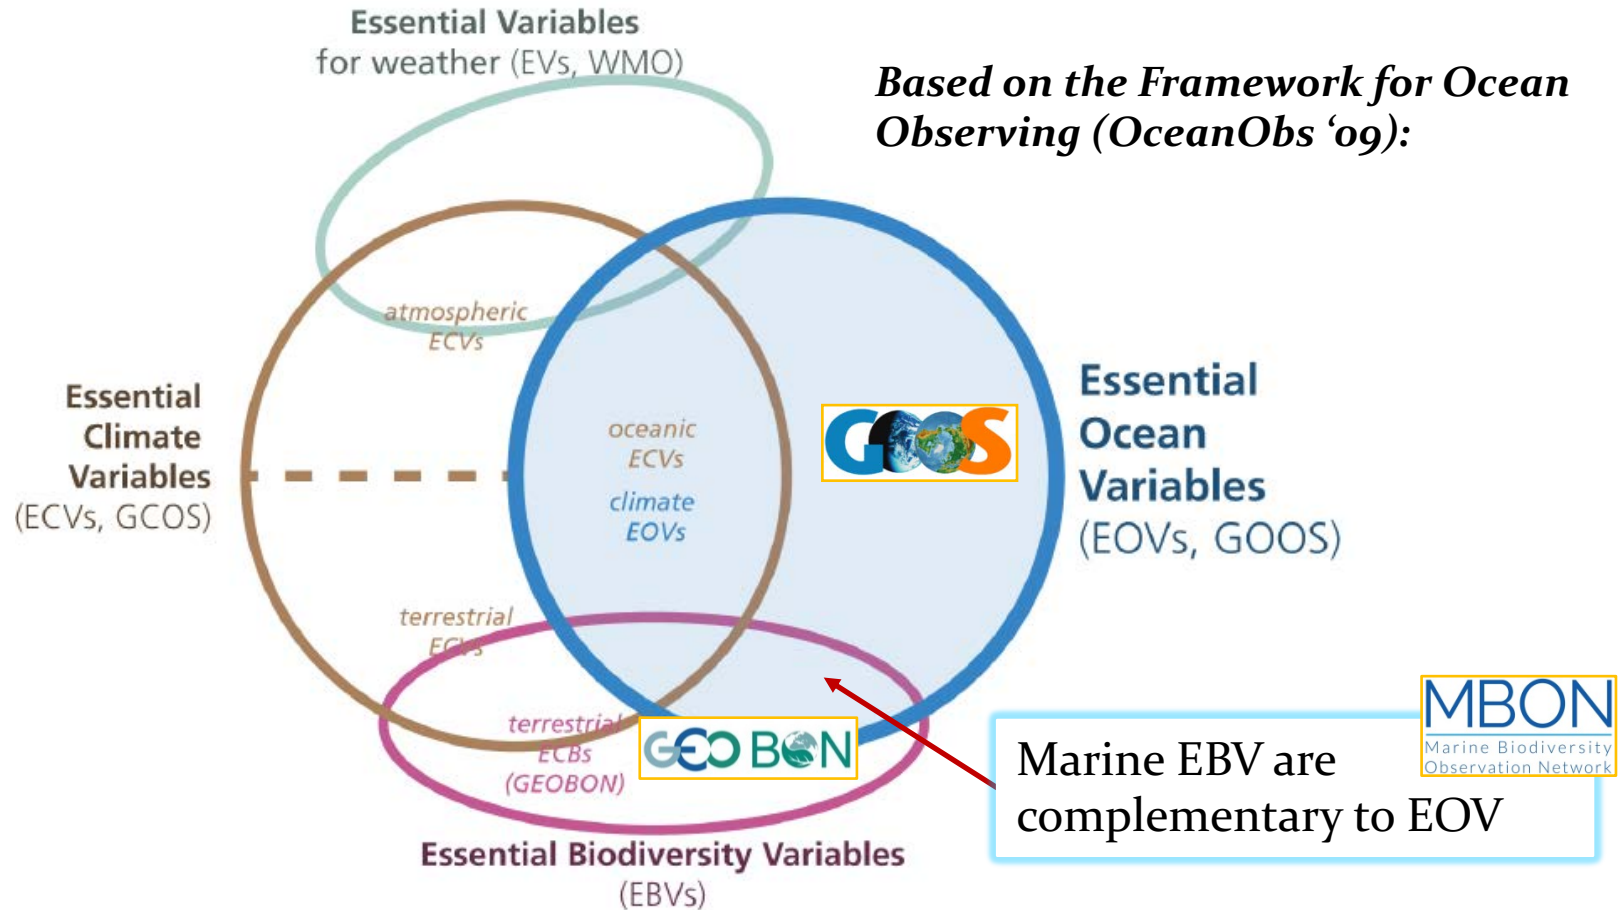 Essential Variables
for weather (EVs, WMO)
Based on the Framework for Ocean
Observing (OceanObs ‘09):
atmospheric
ECVs
Essential
Climate
Variables
(ECVs, GCOS)
oceanic
ECVs
climate
EOVs
GOOS
Essential
Ocean
Variables
(EOVs, GOOS)
terrestrial
ECVs
terrestrial
ECBs
(GEOBON)
GEO BON
MBON
Marine Biodiversity
Observation Network
Marine EBV are
complementary to EOV
Essential Biodiversity Variables
(EBVs)